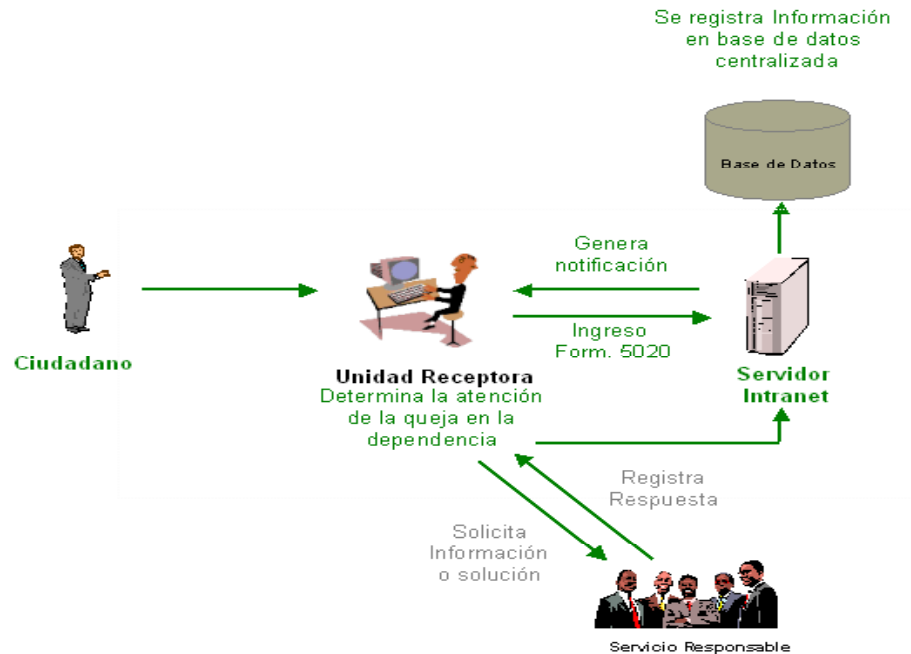 Se registra Información
en base de datos
centralizada
Base de Datos
Genera
notificación
Ingreso
Form. 5020
Ciudadano
Unidad Receptora
Determina la atención
de la queja en la
dependencia
Servidor
Intranet
Registra
Respuesta
Solicita
Información
o solución
Servicio Responsable